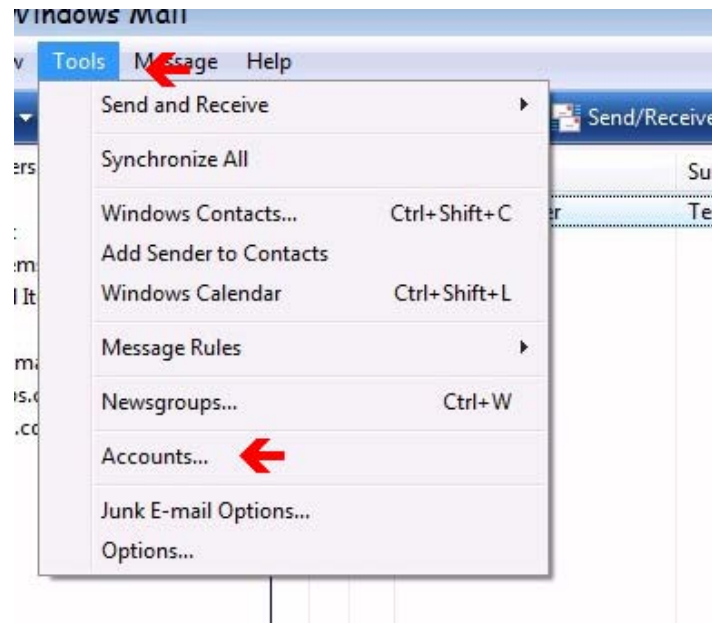 Windows Mail
Tools Message Help
Send and Receive
Send/Receive
Synchronize All
Windows Contacts... Ctrl+Shift+C
Add Sender to Contacts
Windows Calendar Ctrl+Shift+L
Message Rules
Newsgroups... Ctrl+W
Accounts...
Junk E-mail Options...
Options...